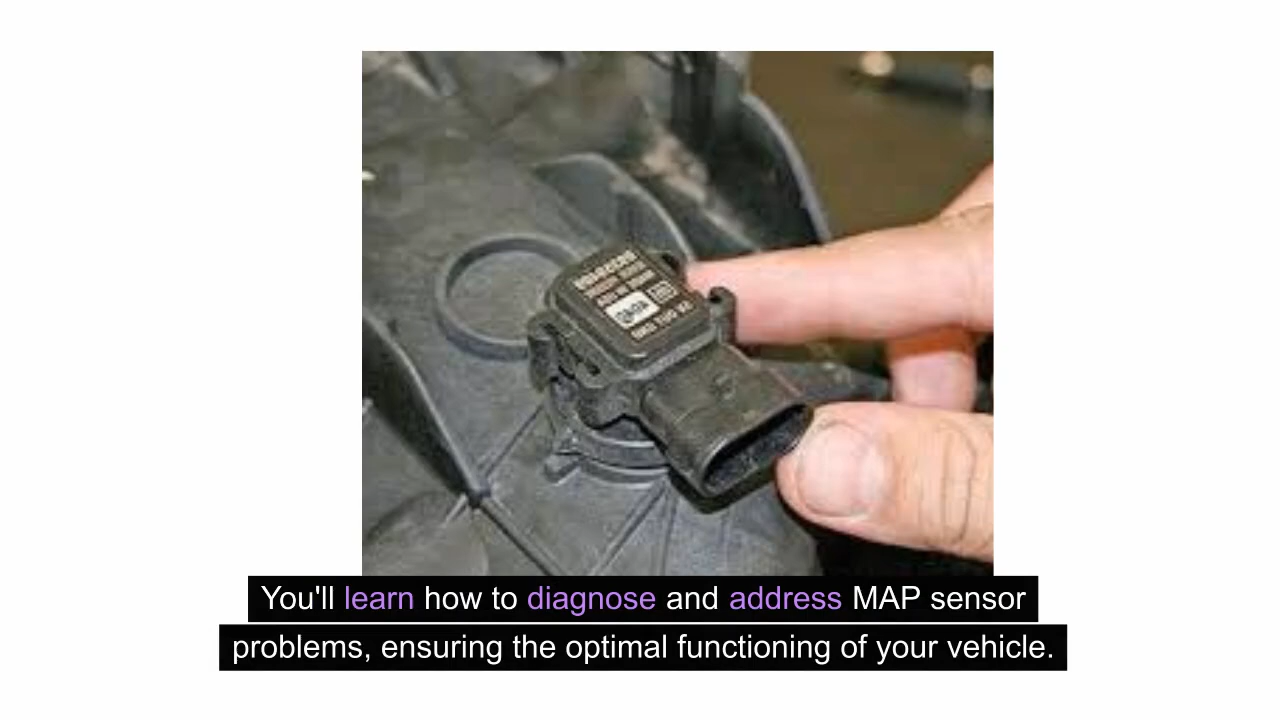 You'll learn how to diagnose and address MAP sensor
problems, ensuring the optimal functioning of your vehicle.